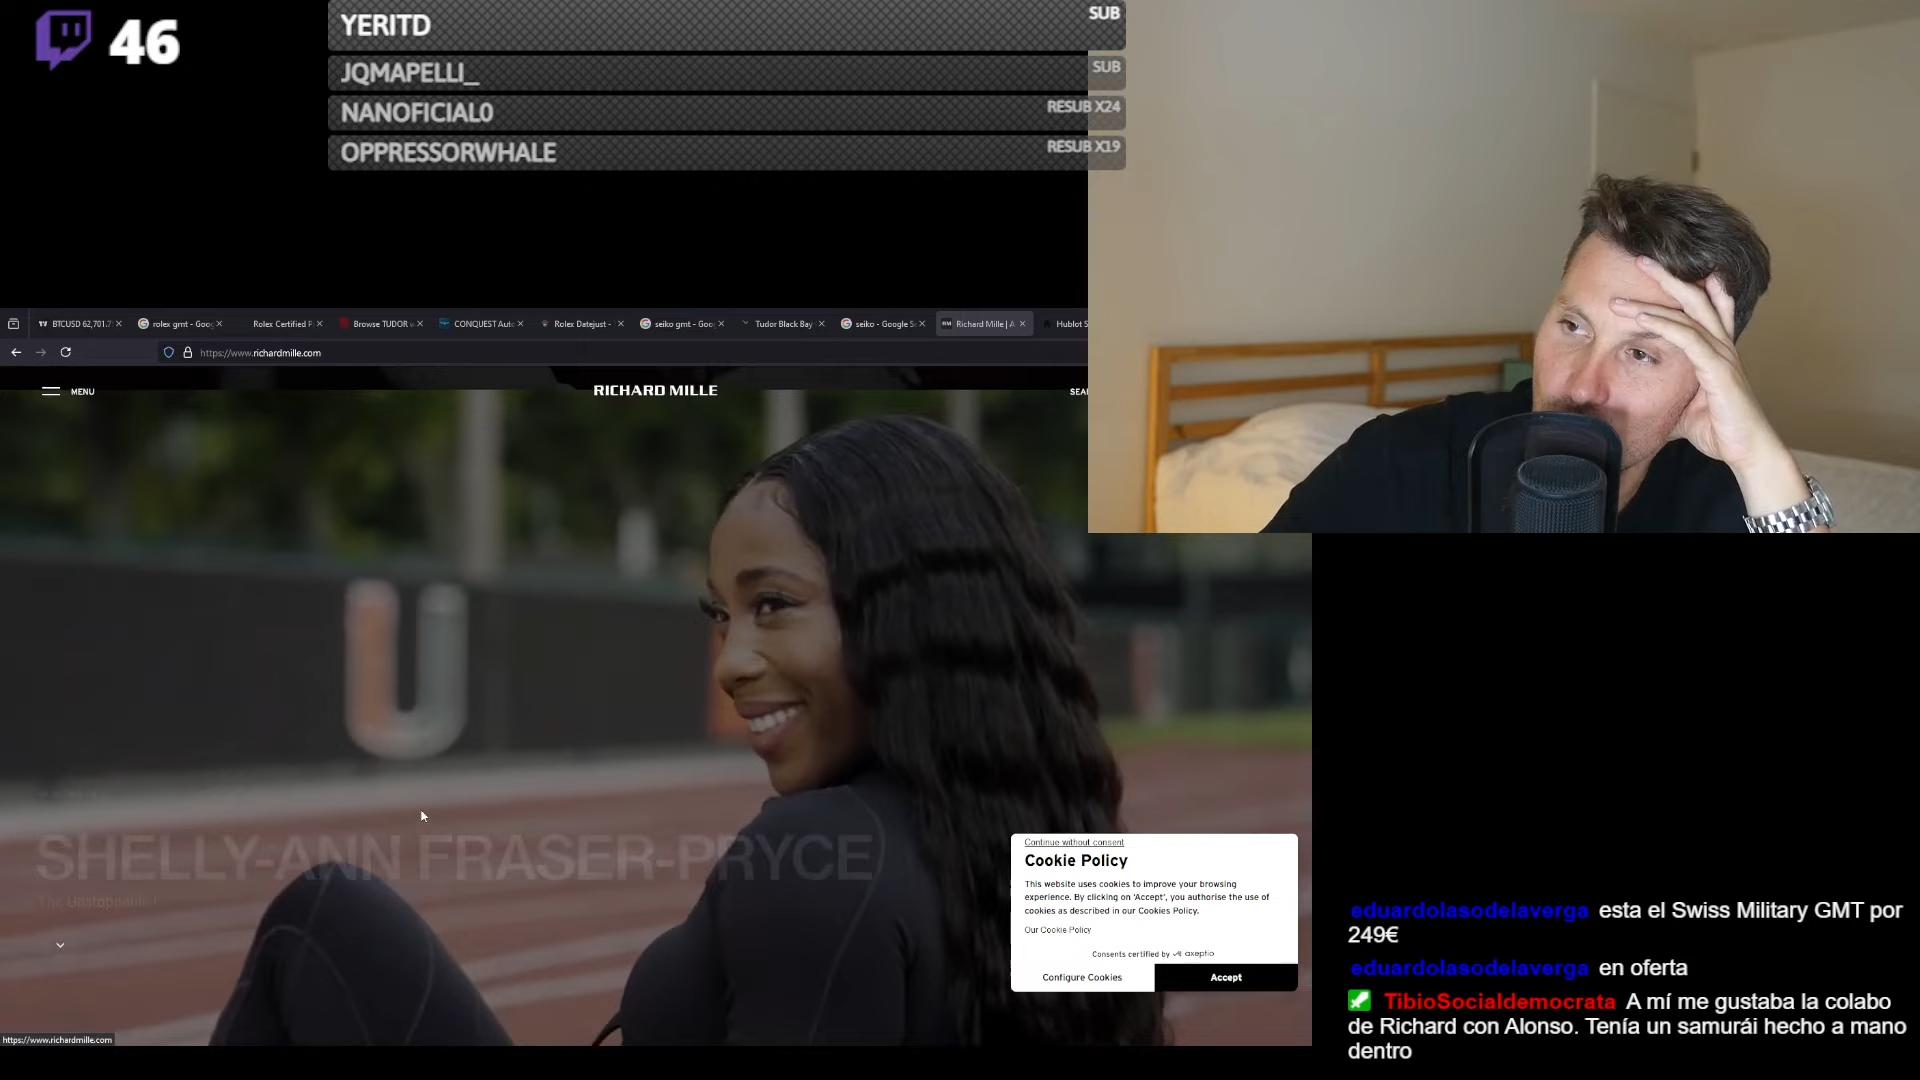 46
YERITD SUB
JQMAPELLI_ SUB
NANOFICIAL0 RESUB X24
OPPRESSORWHALE RESUB X19
BTCUSD 62,701.7
rolex gmt - Goo
Rolex Certified P
Browse TUDOR w
CONQUEST Auto
Rolex Datejust -
seiko gmt - Goo
Tudor Black Bay
seiko - Google Se
Richard Mille | A
Hublot S
https://www.richardmille.com
MENU
RICHARD MILLE
SEA
U
SHELLY-ANN FRASER-PRYCE
Continue without consent
Cookie Policy
This website uses cookies to improve your browsing
experience. By clicking on 'Accept', you authorise the use of
cookies as described in our Cookies Policy.
Our Cookie Policy
Consents certified by axeptio
Configure Cookies
Accept
https://www.richardmille.com
eduardolasodelaverga esta el Swiss Military GMT por
249€
eduardolasodelaverga en oferta
TibioSocialdemocrata A mí me gustaba la colabo
de Richard con Alonso. Tenía un samurái hecho a mano
dentro